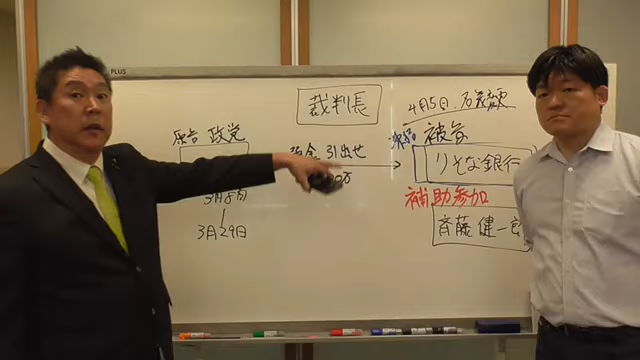 PLUS
裁判長
4月5日
原告 政党
預金 引出せ
被告
りそな銀行
補助参加
斉藤 健一郎
3月8日
3月29日